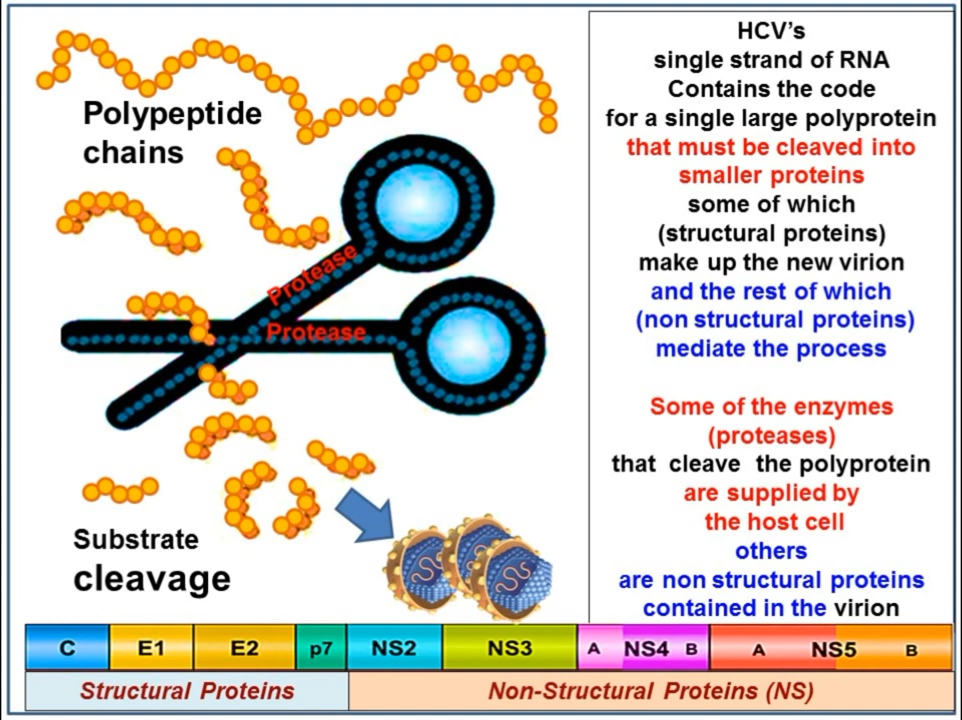 Polypeptide
chains
Protease
Protease
Substrate
cleavage
HCV's
single strand of RNA
Contains the code
for a single large polyprotein
that must be cleaved into
smaller proteins
some of which
(structural proteins)
make up the new virion
and the rest of which
(non structural proteins)
mediate the process
Some of the enzymes
(proteases)
that cleave the polyprotein
are supplied by
the host cell
others
are non structural proteins
contained in the virion
C E1 E2 p7 NS2 NS3 A NS4 B A NS5 B
Structural Proteins Non-Structural Proteins (NS)